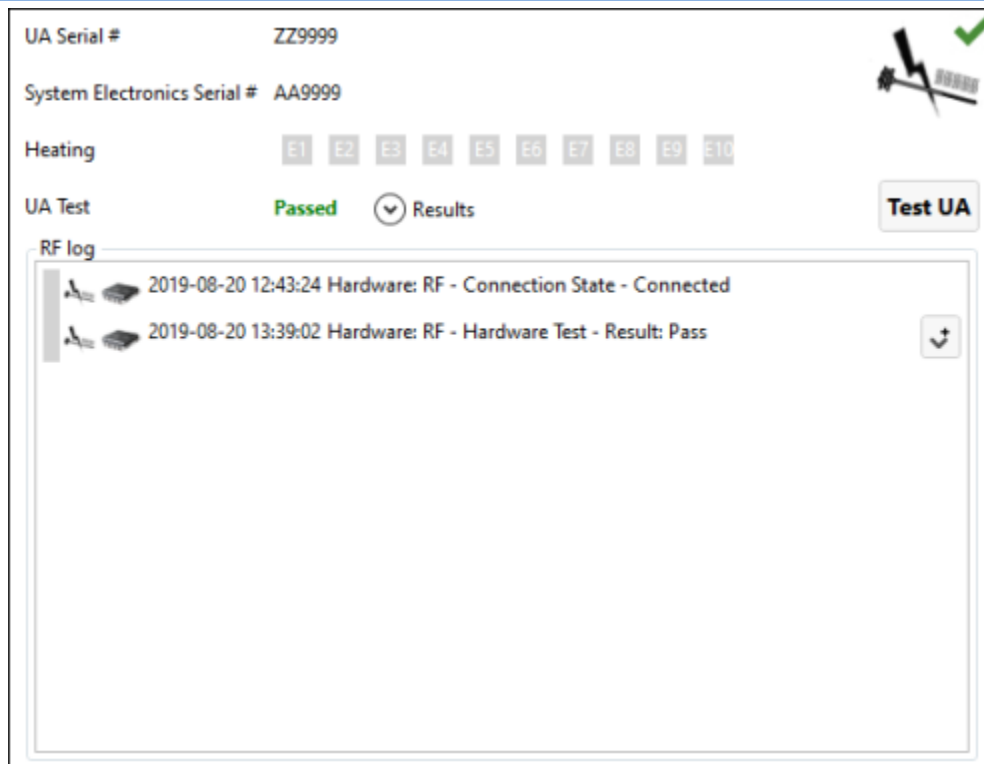 UA Serial # ZZ9999
System Electronics Serial # AA9999
Heating E1 E2 E3 E4 E5 E6 E7 E8 E9 E10
UA Test Passed Results Test UA
RF log
2019-08-20 12:43:24 Hardware: RF - Connection State - Connected
2019-08-20 13:39:02 Hardware: RF - Hardware Test - Result: Pass